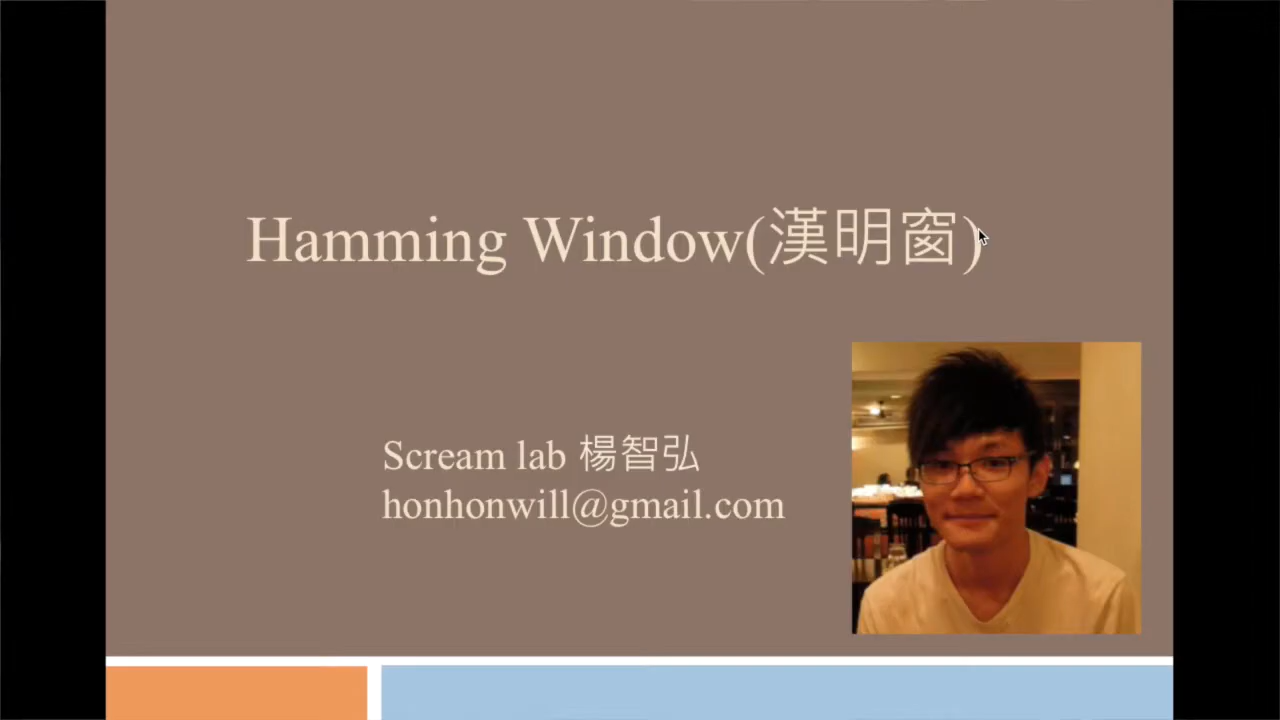 Hamming Window(漢明窗)
Scream lab 楊智弘
honhonwill@gmail.com